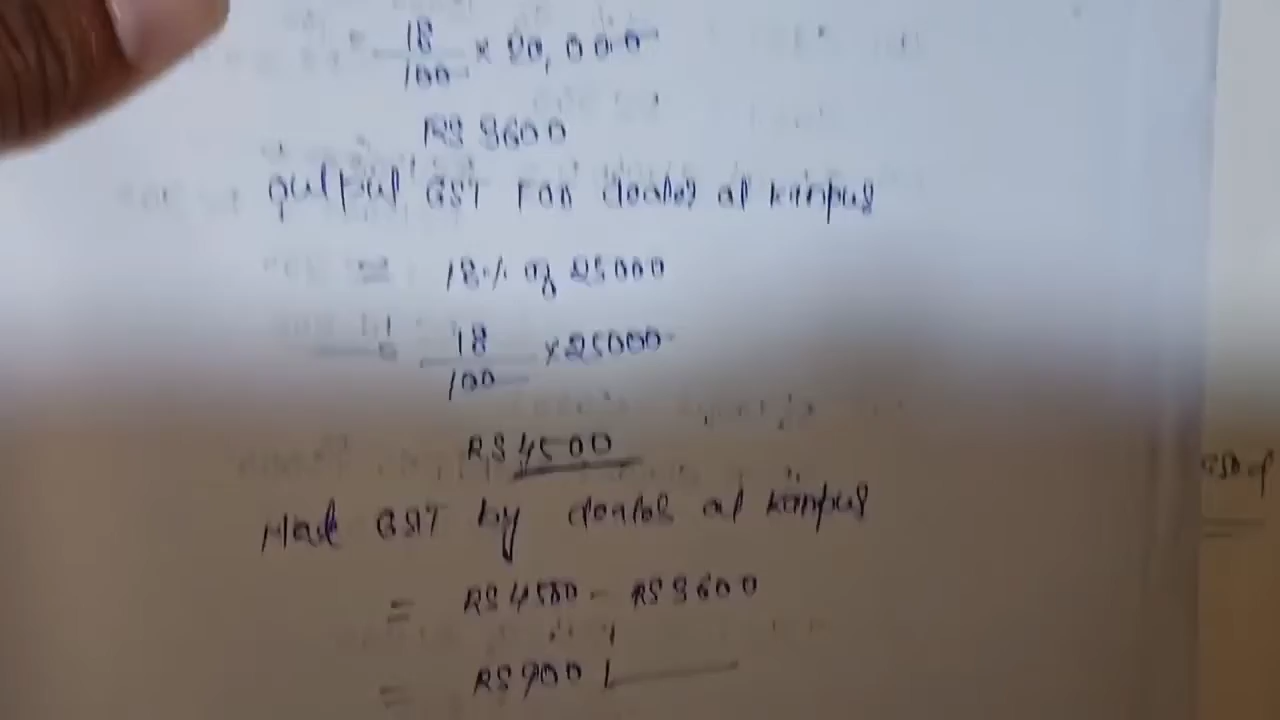 18/100 × 20,000
RS 3600
output GST For dealer at Kanpur
= 18% of 25000
= 18/100 × 25000
RS 4500
GST by dealer at Kanpur
= RS 4500 - RS 3600
= RS 900